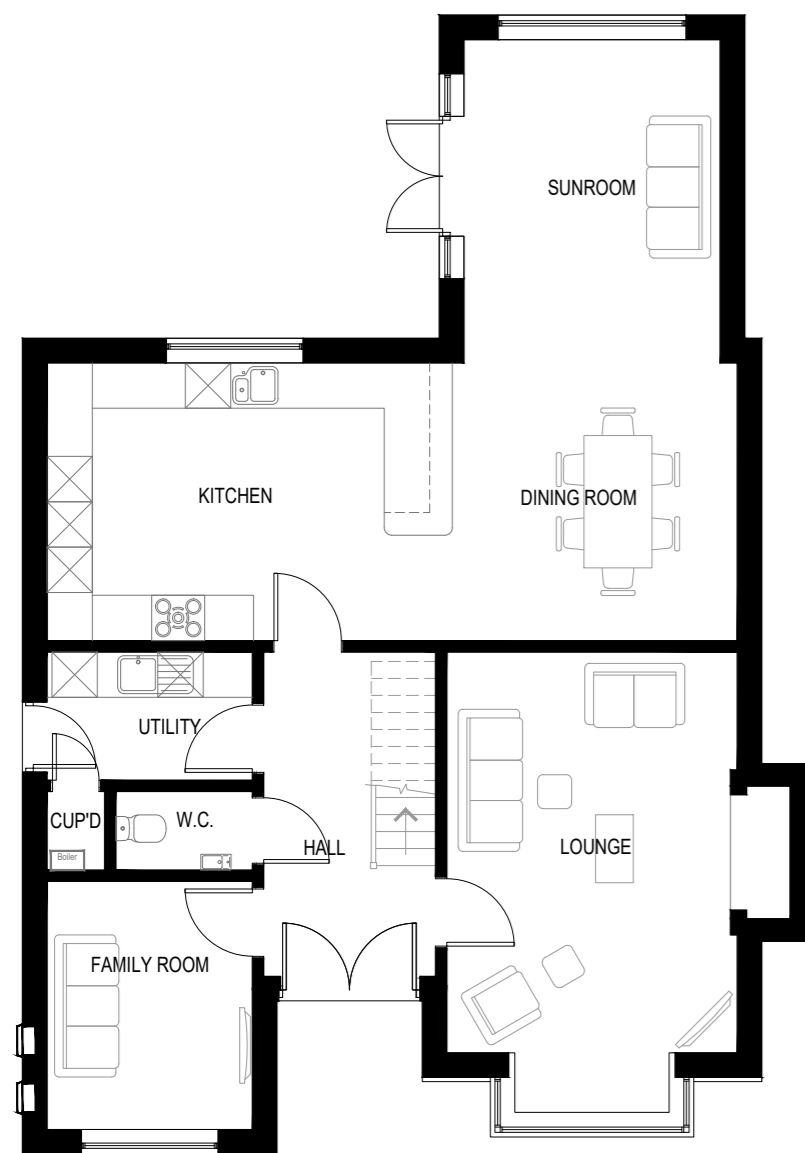 SUNROOM
KITCHEN
DINING ROOM
UTILITY
CUP'D
W.C.
Boiler
HALL
LOUNGE
FAMILY ROOM